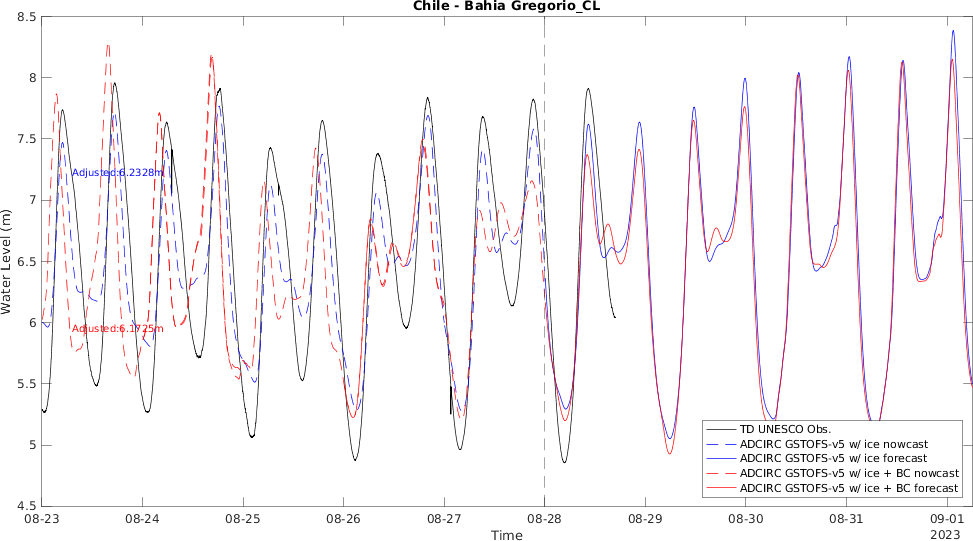 Chile - Bahia Gregorio_CL
8.5
8
7.5
7
6.5
6
5.5
5
4.5
Water Level (m)
Adjusted:6.2328m
Adjusted:6.1725m
TD UNESCO Obs.
ADCIRC GSTOFS-v5 w/ ice nowcast
ADCIRC GSTOFS-v5 w/ ice forecast
ADCIRC GSTOFS-v5 w/ ice + BC nowcast
ADCIRC GSTOFS-v5 w/ ice + BC forecast
08-23 08-24 08-25 08-26 08-27 08-28 08-29 08-30 08-31 09-01
2023
Time